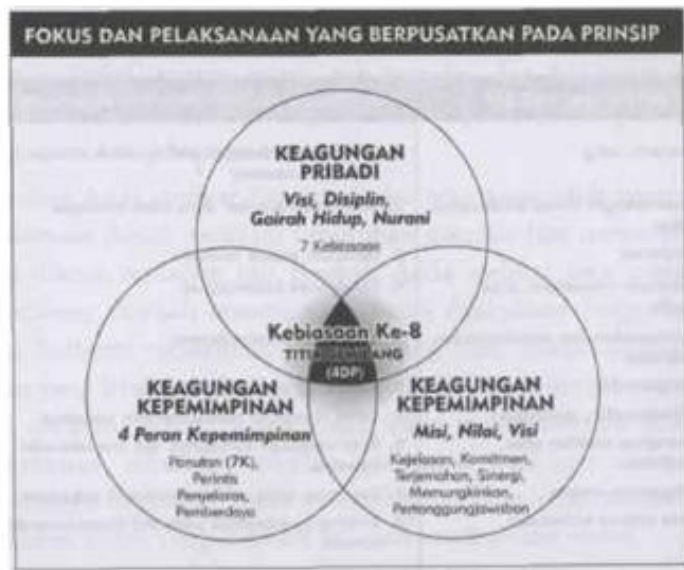 FOKUS DAN PELAKSANAAN YANG BERPUSATKAN PADA PRINSIP
KEAGUNGAN
PRIBADI
Visi, Disiplin,
Gairah Hidup, Nurani
7 Kebiasaan
Kebiasaan Ke-8
(4DP)
KEAGUNGAN
KEPEMIMPINAN
4 Peran Kepemimpinan
Panutan (7K),
Perintis
Penyelaras,
Pemberdaya
KEAGUNGAN
KEPEMIMPINAN
Misi, Nilai, Visi
Kejelasan, Komitmen,
Terjemahan, Sinergi,
Memungkinkan,
Pertanggungjawaban